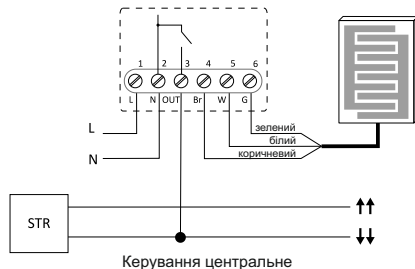 1 2 3 4 5 6
L N OUT Br W G
L
зелений
білий
N
коричневий
STR
Керування центральне